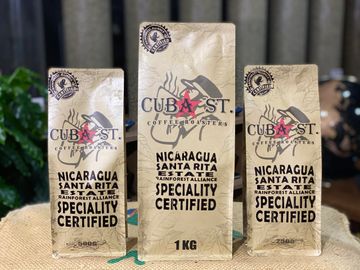 CUBA ST.
COFFEE ROASTERS
NICARAGUA
SANTA RITA
ESTATE
RAINFOREST ALLIANCE
SPECIALITY
CERTIFIED
500G
CUBA ST.
COFFEE ROASTERS
NICARAGUA
SANTA RITA
ESTATE
RAINFOREST ALLIANCE
SPECIALITY
CERTIFIED
1 KG
CUBA ST.
COFFEE ROASTERS
NICARAGUA
SANTA RITA
ESTATE
RAINFOREST ALLIANCE
SPECIALITY
CERTIFIED
250G